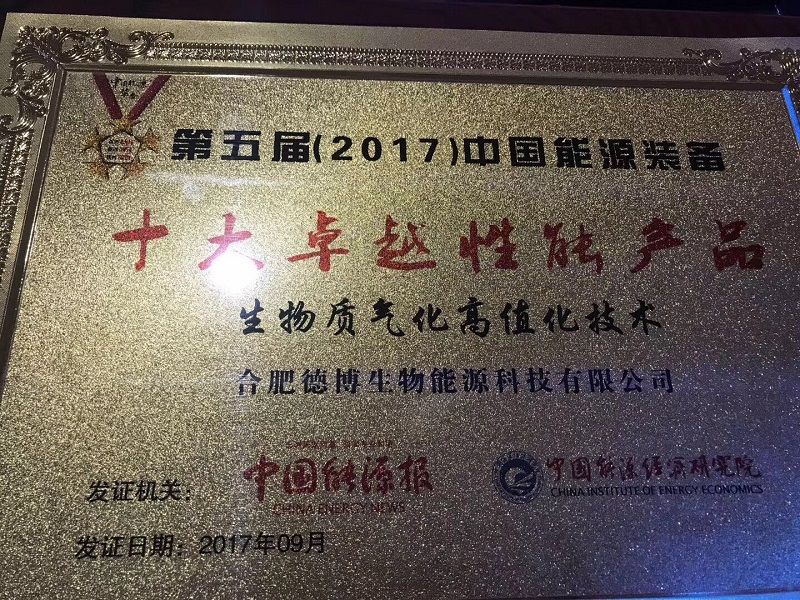 第五届(2017)中国能源装备
十大卓越性能产品
生物质气化高值化技术
合肥德博生物能源科技有限公司
发证机关：
中国能源报
CHINA ENERGY NEWS
中国能源经济研究院
CHINA INSTITUTE OF ENERGY ECONOMICS
发证日期：2017年09月